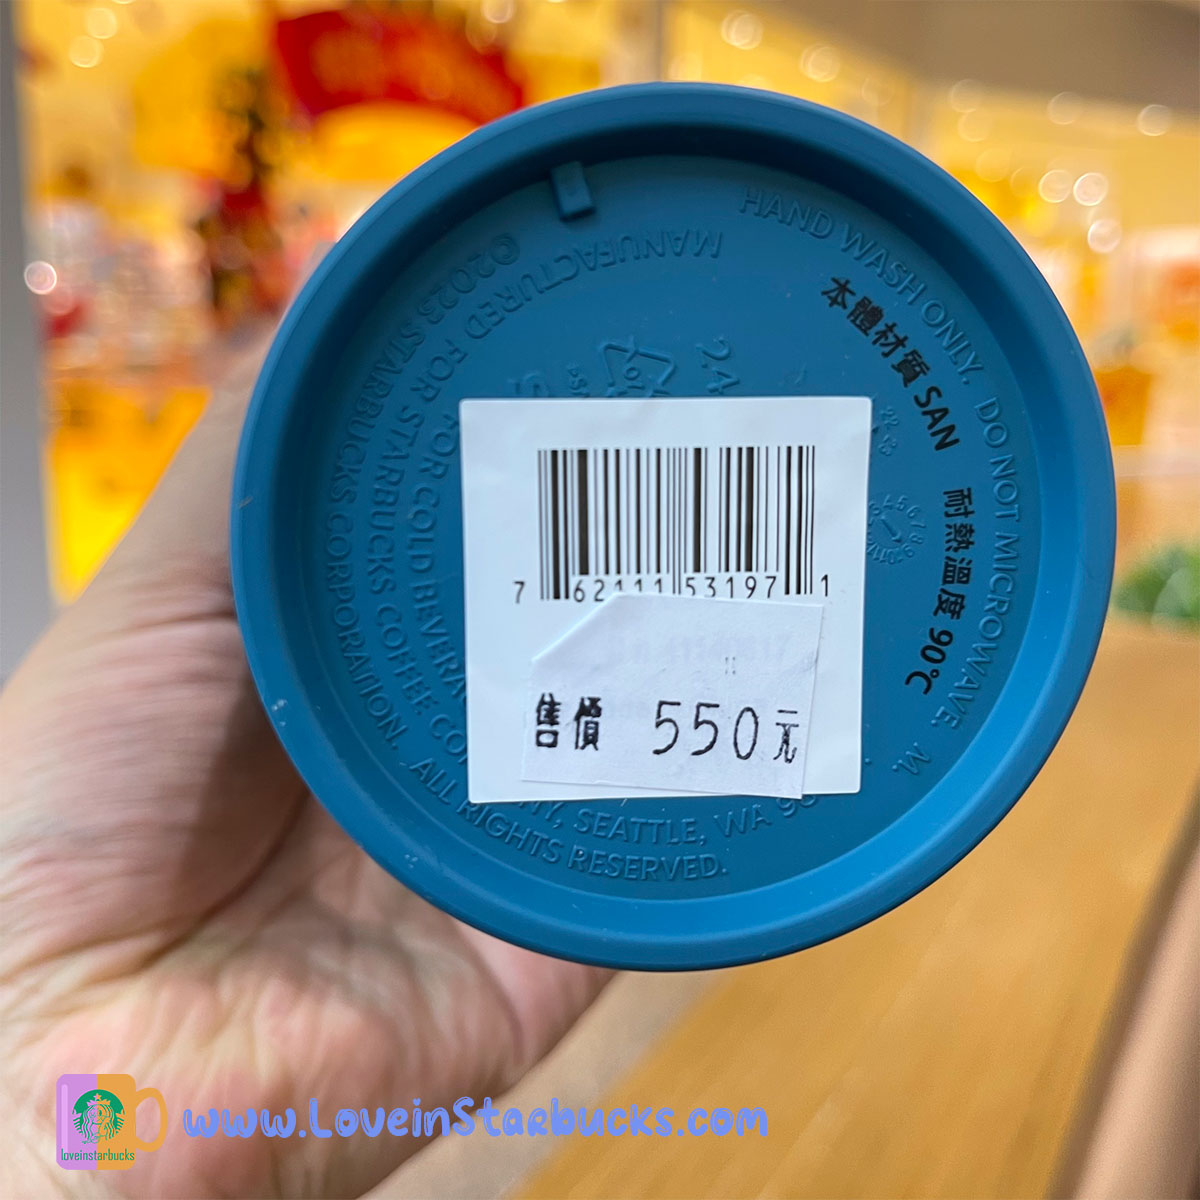 HAND WASH ONLY. DO NOT MICROWAVE. M
MANUFACTURED FOR STARBUCKS COFFEE
SEATTLE, WA
©2023 STARBUCKS CORPORATION. ALL RIGHTS RESERVED.
FOR COLD
24
本體材質 SAN 耐熱溫度 90℃
7 62111 53197 1
售價 550元
loveinstarbucks
www.LoveinStarbucks.com